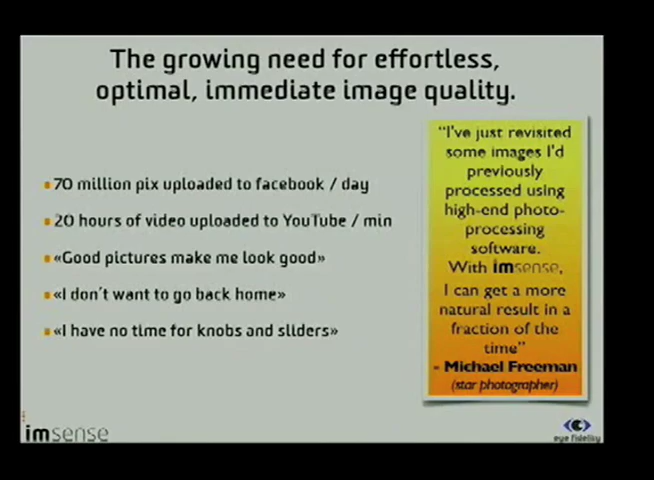 The growing need for effortless,
optimal, immediate image quality.
70 million pix uploaded to facebook / day
20 hours of video uploaded to YouTube / min
«Good pictures make me look good»
«I don't want to go back home»
«I have no time for knobs and sliders»
“I've just revisited
some images I'd
previously
processed using
high-end photo-
processing
software.
With imsense,
I can get a more
natural result in a
fraction of the
time”
- Michael Freeman
(star photographer)
imsense
eye fidelity